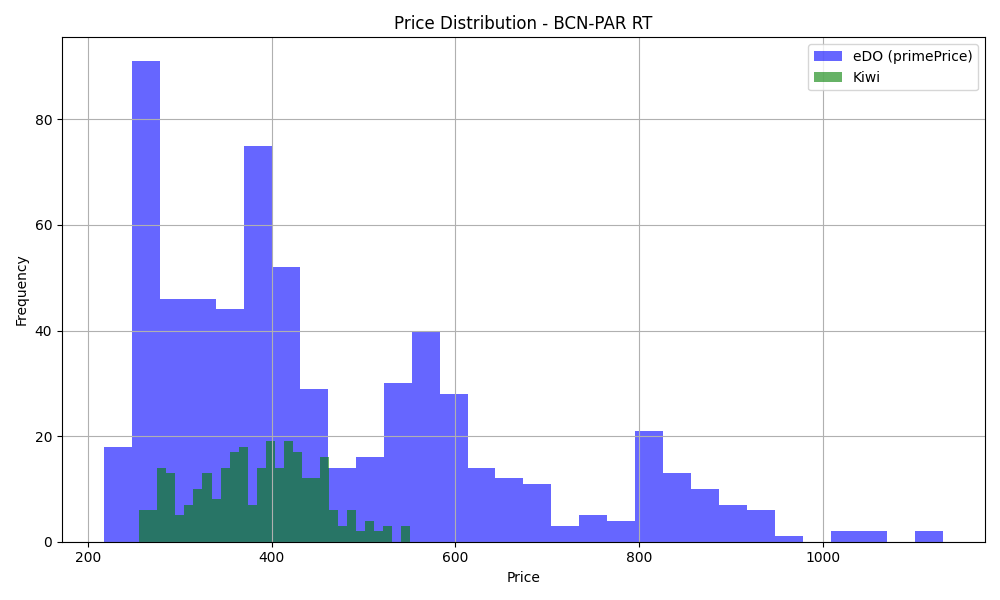 Price Distribution - BCN-PAR RT
eDO (primePrice)
Kiwi
Frequency
80
60
40
20
0
200 400 600 800 1000
Price